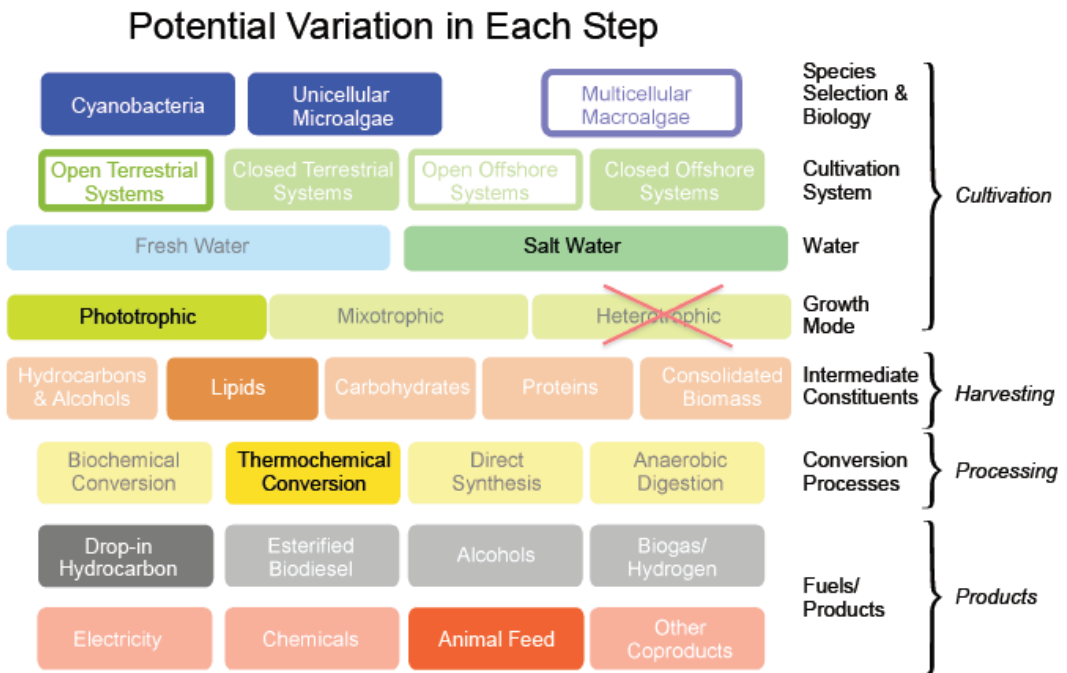 Potential Variation in Each Step
Cyanobacteria
Unicellular
Microalgae
Multicellular
Macroalgae
Species
Selection &
Biology
Open Terrestrial
Systems
Closed Terrestrial
Systems
Open Offshore
Systems
Closed Offshore
Systems
Cultivation
System
Cultivation
Fresh Water
Salt Water
Water
Phototrophic
Mixotrophic
Heterotrophic
Growth
Mode
Hydrocarbons
& Alcohols
Lipids
Carbohydrates
Proteins
Consolidated
Biomass
Intermediate
Constituents
Harvesting
Biochemical
Conversion
Thermochemical
Conversion
Direct
Synthesis
Anaerobic
Digestion
Conversion
Processes
Processing
Drop-in
Hydrocarbon
Esterified
Biodiesel
Alcohols
Biogas/
Hydrogen
Fuels/
Products
Products
Electricity
Chemicals
Animal Feed
Other
Coproducts